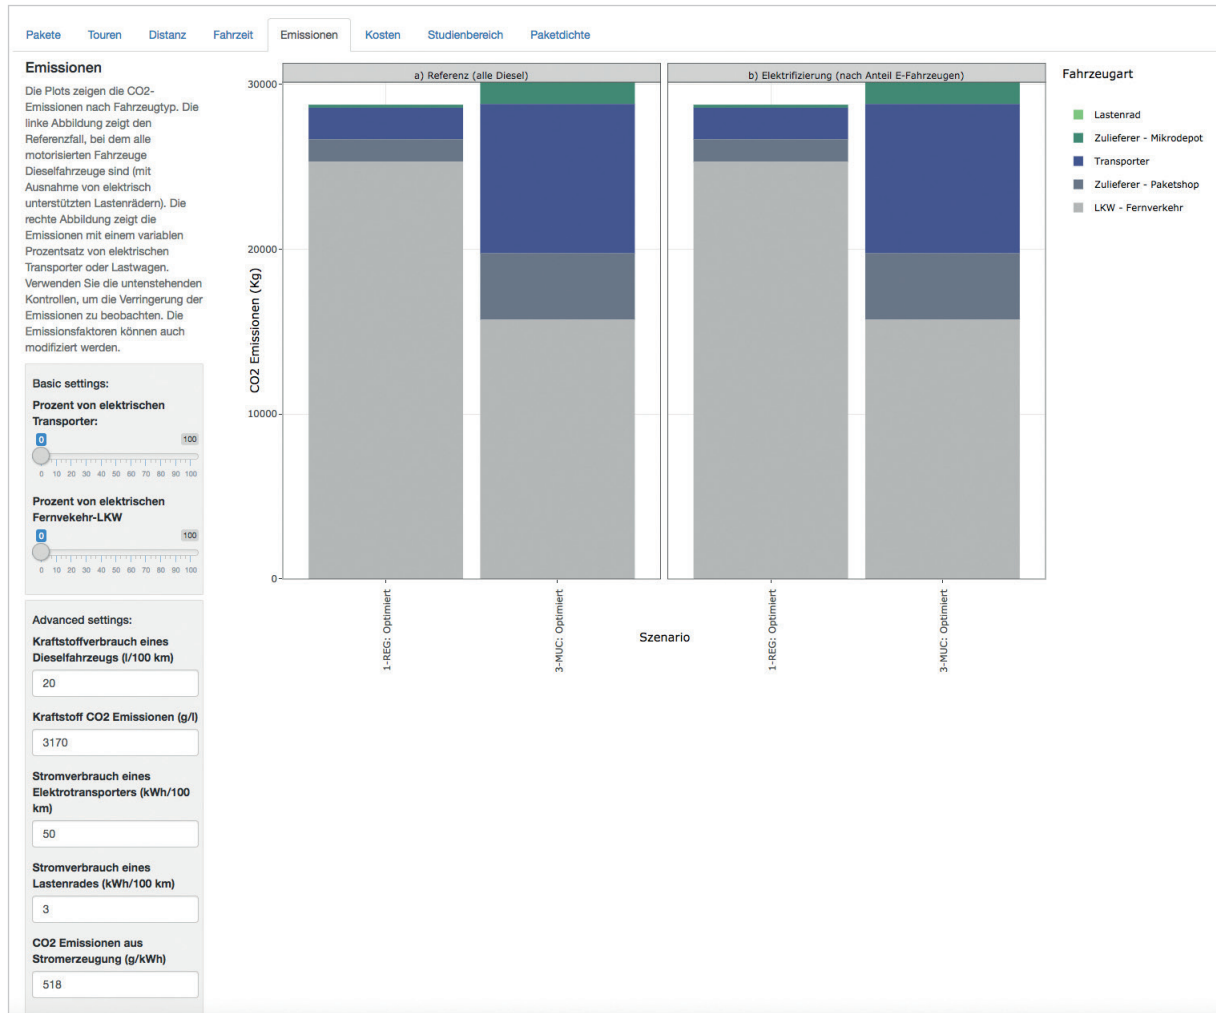 Pakete Touren Distanz Fahrzeit Emissionen Kosten Studienbereich Paketdichte
Emissionen
Die Plots zeigen die CO2-
Emissionen nach Fahrzeugtyp. Die
linke Abbildung zeigt den
Referenzfall, bei dem alle
motorisierten Fahrzeuge
Dieselfahrzeuge sind (mit
Ausnahme von elektrisch
unterstützten Lastenrädern). Die
rechte Abbildung zeigt die
Emissionen mit einem variablen
Prozentsatz von elektrischen
Transporter oder Lastwagen.
Verwenden Sie die untenstehenden
Kontrollen, um die Verringerung der
Emissionen zu beobachten. Die
Emissionsfaktoren können auch
modifiziert werden.
Basic settings:
Prozent von elektrischen
Transporter:
0 100
0 10 20 30 40 50 60 70 80 90 100
Prozent von elektrischen
Fernvekehr-LKW
0 100
0 10 20 30 40 50 60 70 80 90 100
Advanced settings:
Kraftstoffverbrauch eines
Dieselfahrzeugs (l/100 km)
20
Kraftstoff CO2 Emissionen (g/l)
3170
Stromverbrauch eines
Elektrotransporters (kWh/100
km)
50
Stromverbrauch eines
Lastenrades (kWh/100 km)
3
CO2 Emissionen aus
Stromerzeugung (g/kWh)
518
a) Referenz (alle Diesel)
b) Elektrifizierung (nach Anteil E-Fahrzeugen)
CO2 Emissionen (Kg)
30000
20000
10000
0
1-REG: Optimiert
3-MUC: Optimiert
1-REG: Optimiert
3-MUC: Optimiert
Szenario
Fahrzeugart
Lastenrad
Zulieferer - Mikrodepot
Transporter
Zulieferer - Paketshop
LKW - Fernverkehr